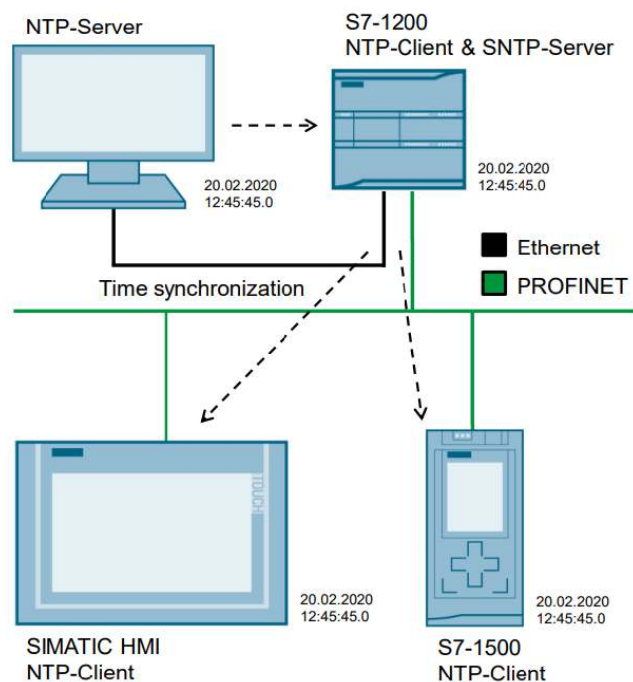 NTP-Server
S7-1200
NTP-Client & SNTP-Server
20.02.2020
12:45:45.0
20.02.2020
12:45:45.0
Ethernet
PROFINET
Time synchronization
TOUCH
20.02.2020
12:45:45.0
20.02.2020
12:45:45.0
SIMATIC HMI
NTP-Client
S7-1500
NTP-Client